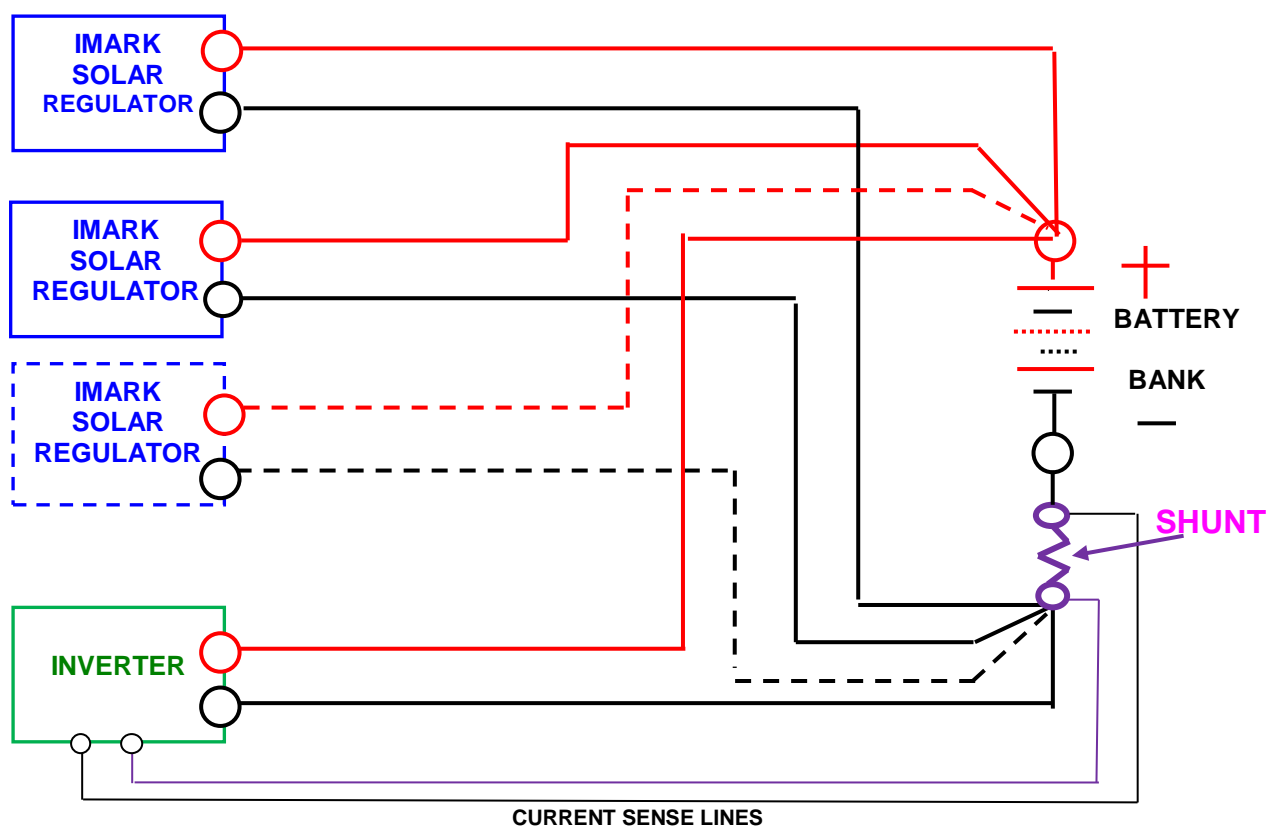 IMARK
SOLAR
REGULATOR
IMARK
SOLAR
REGULATOR
IMARK
SOLAR
REGULATOR
INVERTER
+
BATTERY
BANK
—
SHUNT
CURRENT SENSE LINES